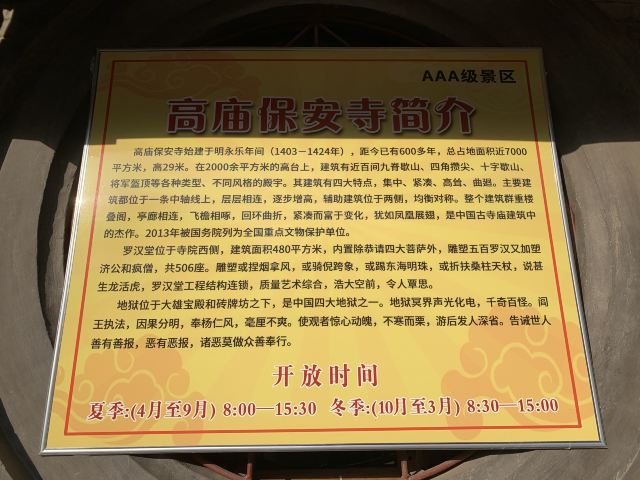 AAA级景区
高庙保安寺简介
高庙保安寺始建于明永乐年间（1403－1424年），距今已有600多年，总占地面积近7000
平方米，高29米。在2000余平方米的高台上，建筑有近百间九脊歇山、四角攒尖、十字歇山、
将军盔顶等各种类型、不同风格的殿宇。其建筑有四大特点，集中、紧凑、高耸、曲迴。主要建
筑都位于一条中轴线上，层层相连，逐步增高，辅助建筑位于两侧，均衡对称。整个建筑群重楼
叠阁，亭廊相连，飞檐相啄，回环曲折，紧凑而富于变化，犹如凤凰展翅，是中国古寺庙建筑中
的杰作。2013年被国务院列为全国重点文物保护单位。
罗汉堂位于寺院西侧，建筑面积480平方米，内置除恭请四大菩萨外，雕塑五百罗汉又加塑
济公和疯僧，共506座。雕塑或捏烟拿风，或骑倪跨象，或踢东海明珠，或折扶桑柱天杖，说甚
生龙活虎，罗汉堂工程结构连锁，质量艺术综合，浩大空前，令人覃思。
地狱位于大雄宝殿和砖牌坊之下，是中国四大地狱之一。地狱冥界声光化电，千奇百怪。阎
王执法，因果分明，奉杨仁风，毫厘不爽。使观者惊心动魄，不寒而栗，游后发人深省。告诫世人
善有善报，恶有恶报，诸恶莫做众善奉行。
开放时间
夏季:(4月至9月) 8:00—15:30 冬季:(10月至3月) 8:30—15:00